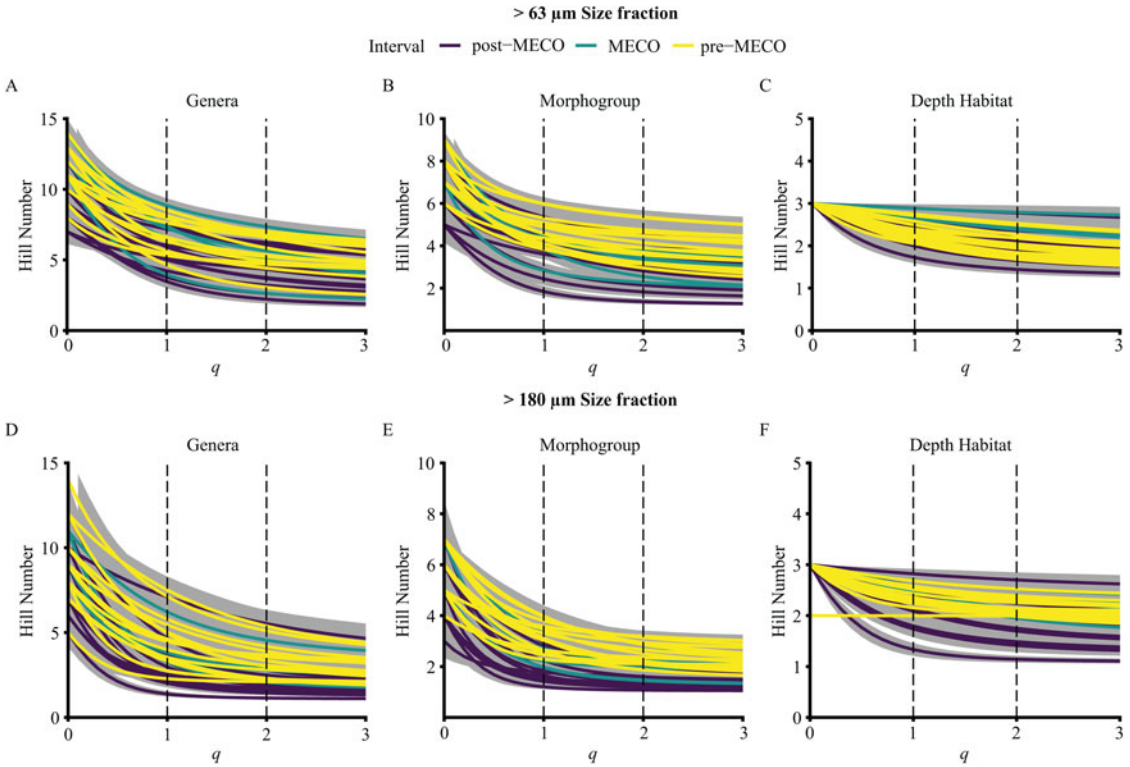 > 63 µm Size fraction
Interval post−MECO MECO pre−MECO
A B C
Genera Morphogroup Depth Habitat
15 10 5
8 4
10 3
6
4 2
5
2 1
0 0
Hill Number Hill Number Hill Number
0 1 2 3 0 1 2 3 0 1 2 3
q q q
> 180 µm Size fraction
D E F
Genera Morphogroup Depth Habitat
15 10 5
8 4
10
6 3
4 2
5
2 1
0 0
Hill Number Hill Number Hill Number
0 1 2 3 0 1 2 3 0 1 2 3
q q q